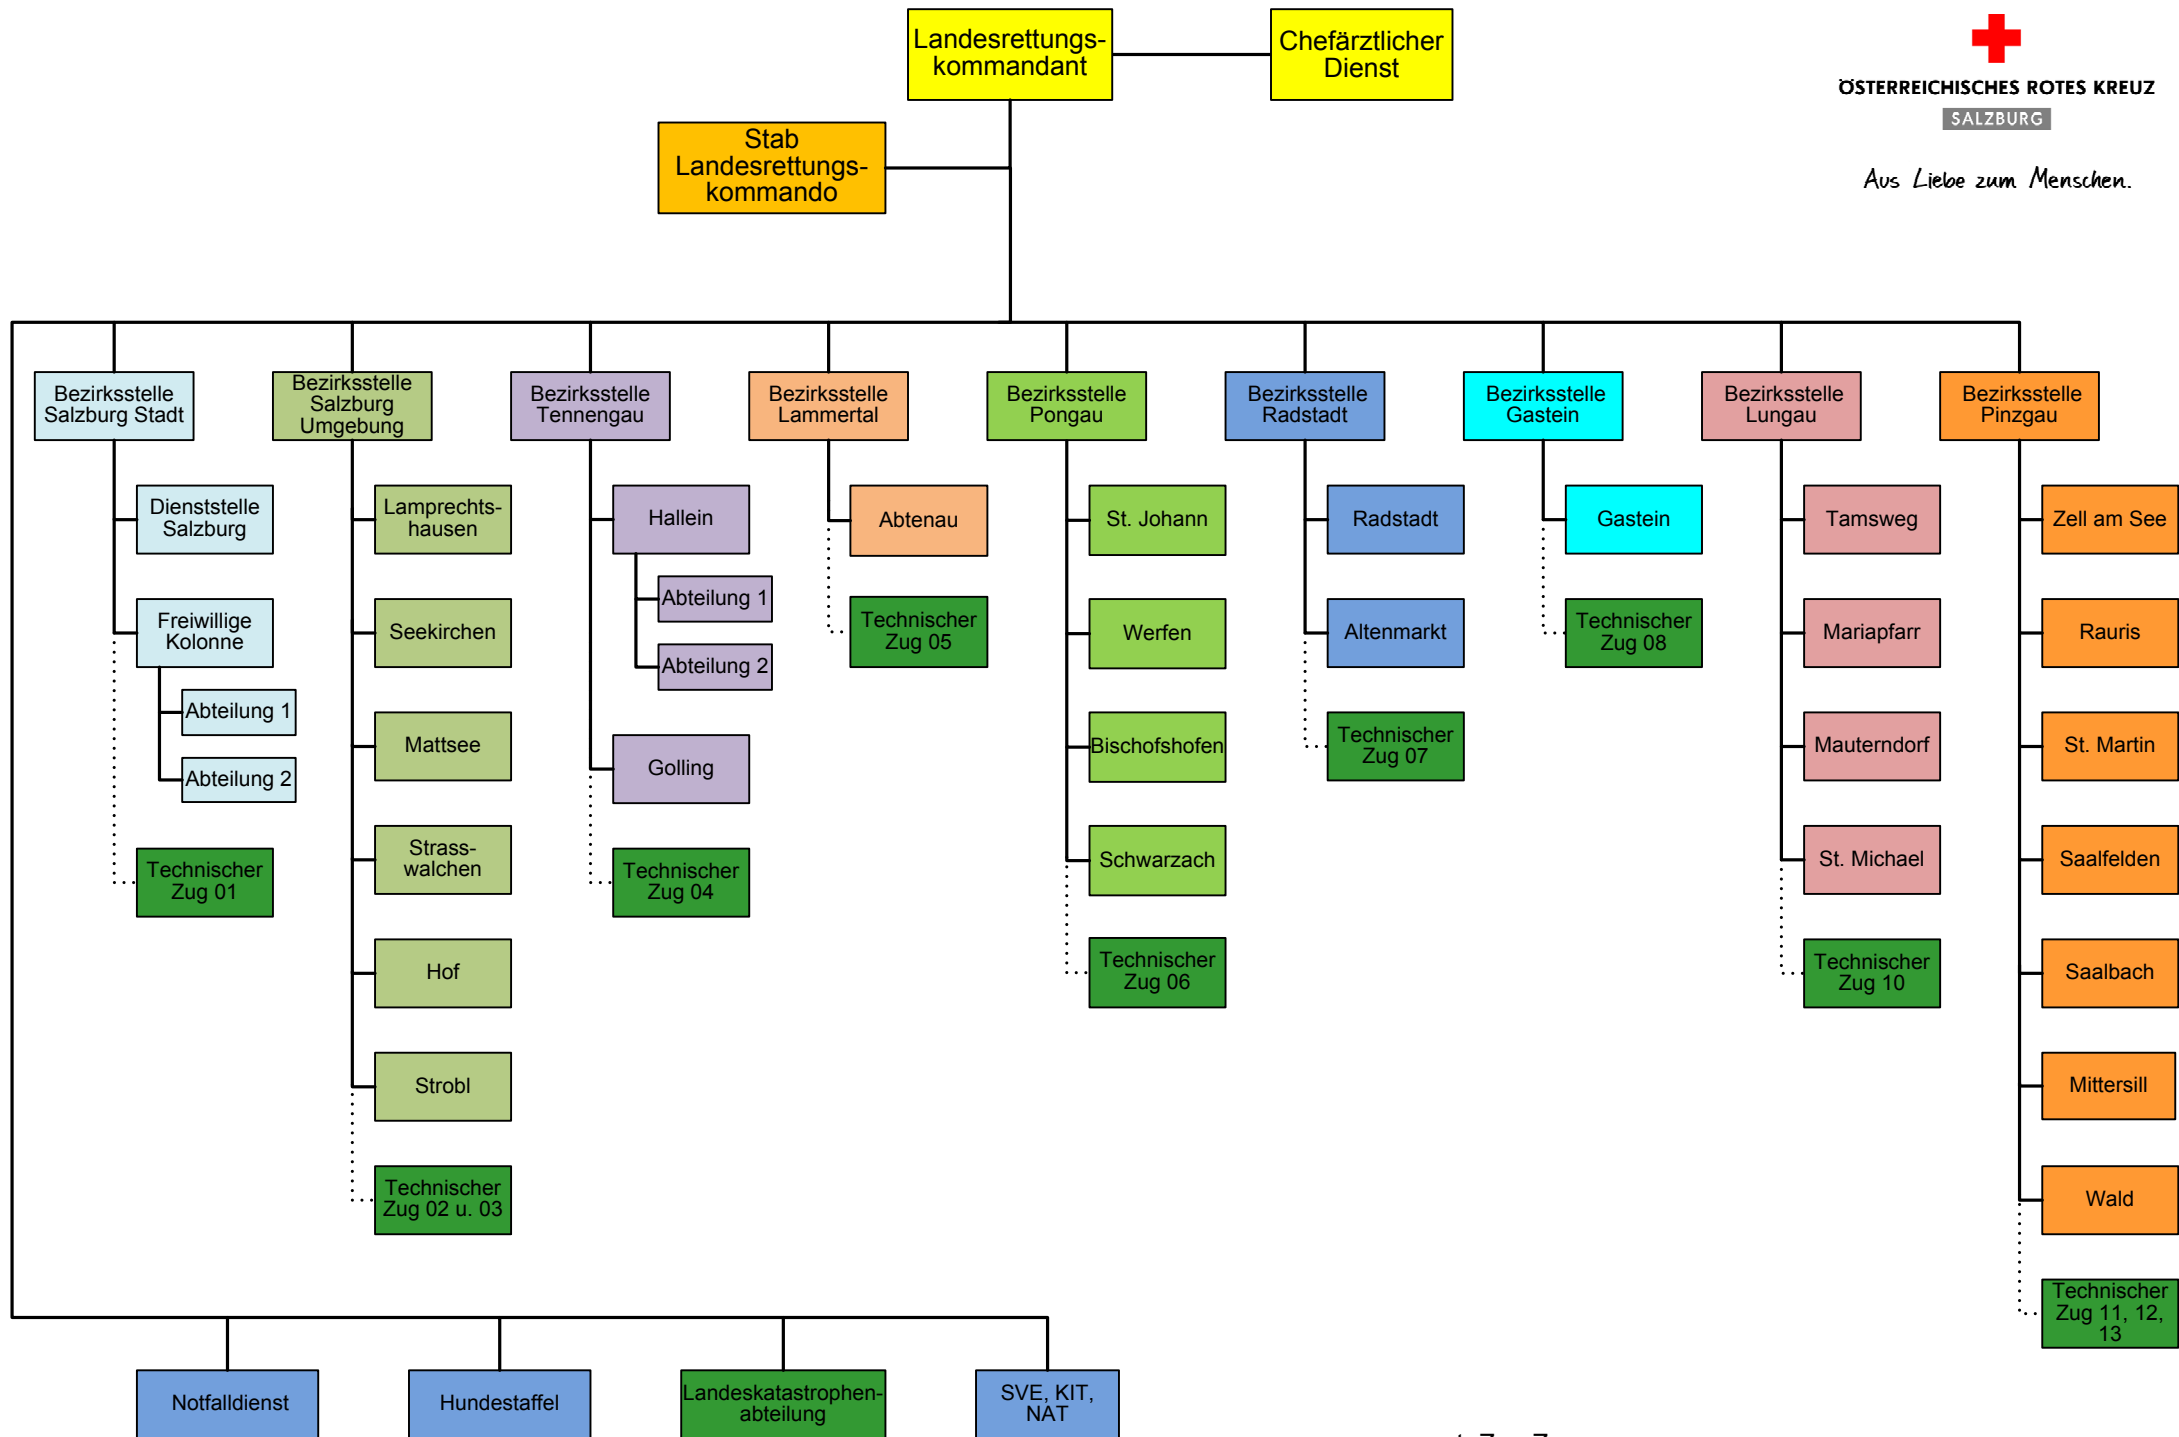 Landesrettungs-
kommandant
Chefärztlicher
Dienst
ÖSTERREICHISCHES ROTES KREUZ
SALZBURG
Aus Liebe zum Menschen.
Stab
Landesrettungs-
kommando
Bezirksstelle
Salzburg Stadt
Dienststelle
Salzburg
Freiwillige
Kolonne
Abteilung 1
Abteilung 2
Technischer
Zug 01
Bezirksstelle
Salzburg
Umgebung
Lamprechts-
hausen
Seekirchen
Mattsee
Strass-
walchen
Hof
Strobl
Technischer
Zug 02 u. 03
Bezirksstelle
Tennengau
Hallein
Abteilung 1
Abteilung 2
Golling
Technischer
Zug 04
Bezirksstelle
Lammertal
Abtenau
Technischer
Zug 05
Bezirksstelle
Pongau
St. Johann
Werfen
Bischofshofen
Schwarzach
Technischer
Zug 06
Bezirksstelle
Radstadt
Radstadt
Altenmarkt
Technischer
Zug 07
Bezirksstelle
Gastein
Gastein
Technischer
Zug 08
Bezirksstelle
Lungau
Tamsweg
Mariapfarr
Mauterndorf
St. Michael
Technischer
Zug 10
Bezirksstelle
Pinzgau
Zell am See
Rauris
St. Martin
Saalfelden
Saalbach
Mittersill
Wald
Technischer
Zug 11, 12,
13
Notfalldienst
Hundestaffel
Landeskatastrophen-
abteilung
SVE, KIT,
NAT